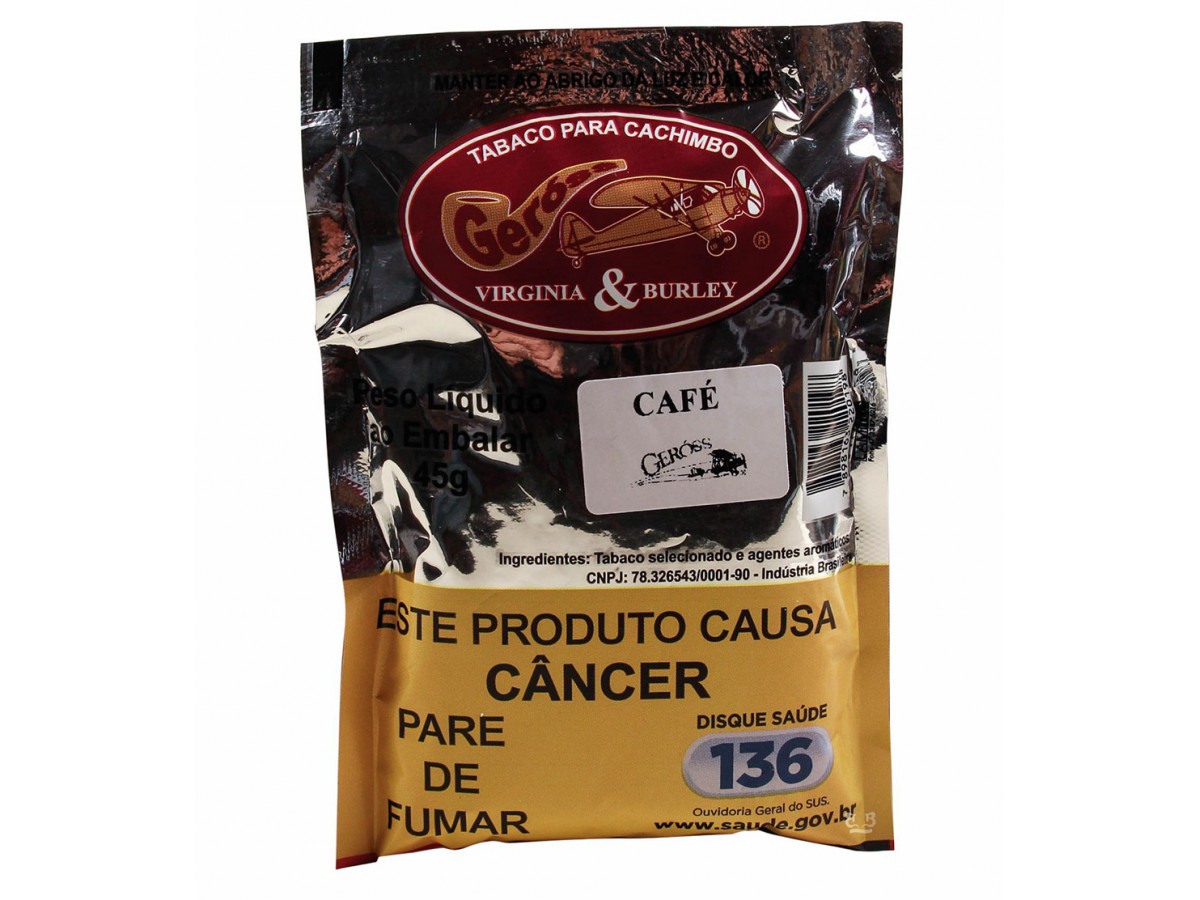 MANTER AO ABRIGO DA LUZ E CALOR
TABACO PARA CACHIMBO
Geróss
®
VIRGINIA & BURLEY
Peso Líquido
ao Embalar
45g
CAFÉ
GERÓSS
Ingredientes: Tabaco selecionado e agentes aromáticos
CNPJ: 78.326543/0001-90 - Indústria Brasileira
ESTE PRODUTO CAUSA
CÂNCER
PARE
DE
FUMAR
DISQUE SAÚDE
136
Ouvidoria Geral do SUS.
www.saude.gov.br